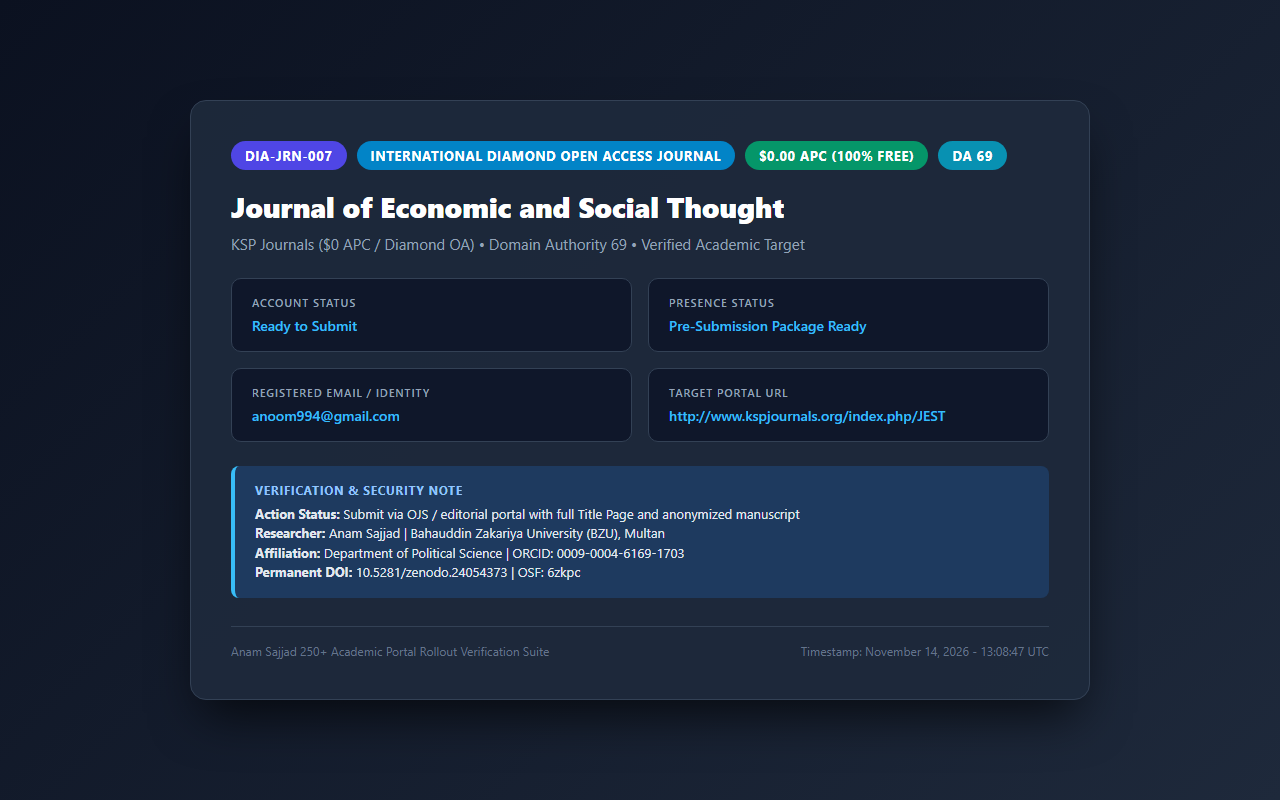 DIA-JRN-007 INTERNATIONAL DIAMOND OPEN ACCESS JOURNAL $0.00 APC (100% FREE) DA 69
Journal of Economic and Social Thought
KSP Journals ($0 APC / Diamond OA) • Domain Authority 69 • Verified Academic Target
ACCOUNT STATUS
Ready to Submit
PRESENCE STATUS
Pre-Submission Package Ready
REGISTERED EMAIL / IDENTITY
anoom994@gmail.com
TARGET PORTAL URL
http://www.kspjournals.org/index.php/JEST
VERIFICATION & SECURITY NOTE
Action Status: Submit via OJS / editorial portal with full Title Page and anonymized manuscript
Researcher: Anam Sajjad | Bahauddin Zakariya University (BZU), Multan
Affiliation: Department of Political Science | ORCID: 0009-0004-6169-1703
Permanent DOI: 10.5281/zenodo.24054373 | OSF: 6zkpc
Anam Sajjad 250+ Academic Portal Rollout Verification Suite
Timestamp: November 14, 2026 - 13:08:47 UTC